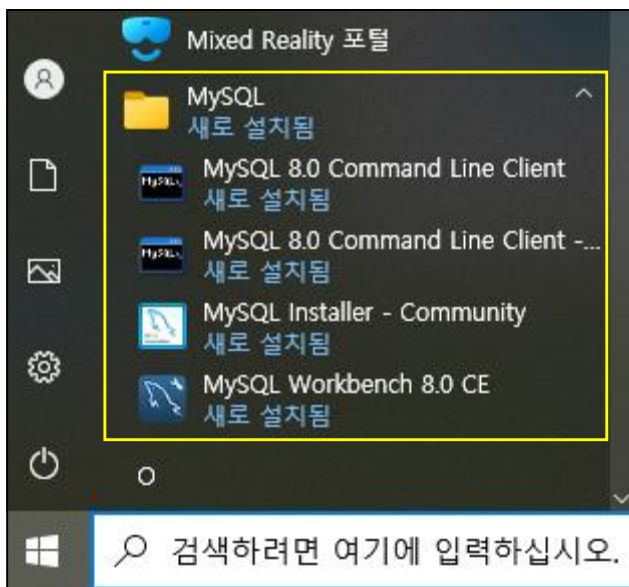 Mixed Reality 포털
MySQL
새로 설치됨
MySQL 8.0 Command Line Client
새로 설치됨
MySQL 8.0 Command Line Client -...
새로 설치됨
MySQL Installer - Community
새로 설치됨
MySQL Workbench 8.0 CE
새로 설치됨
O
검색하려면 여기에 입력하십시오.